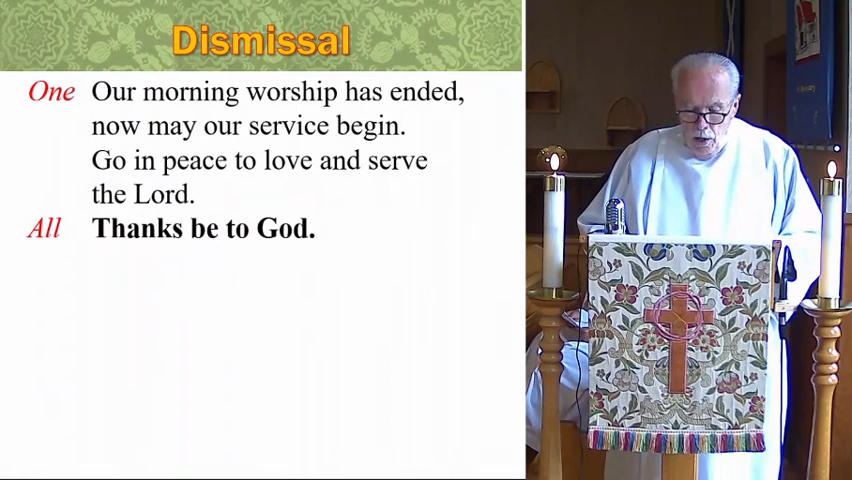 Dismissal
One Our morning worship has ended,
now may our service begin.
Go in peace to love and serve
the Lord.
All Thanks be to God.